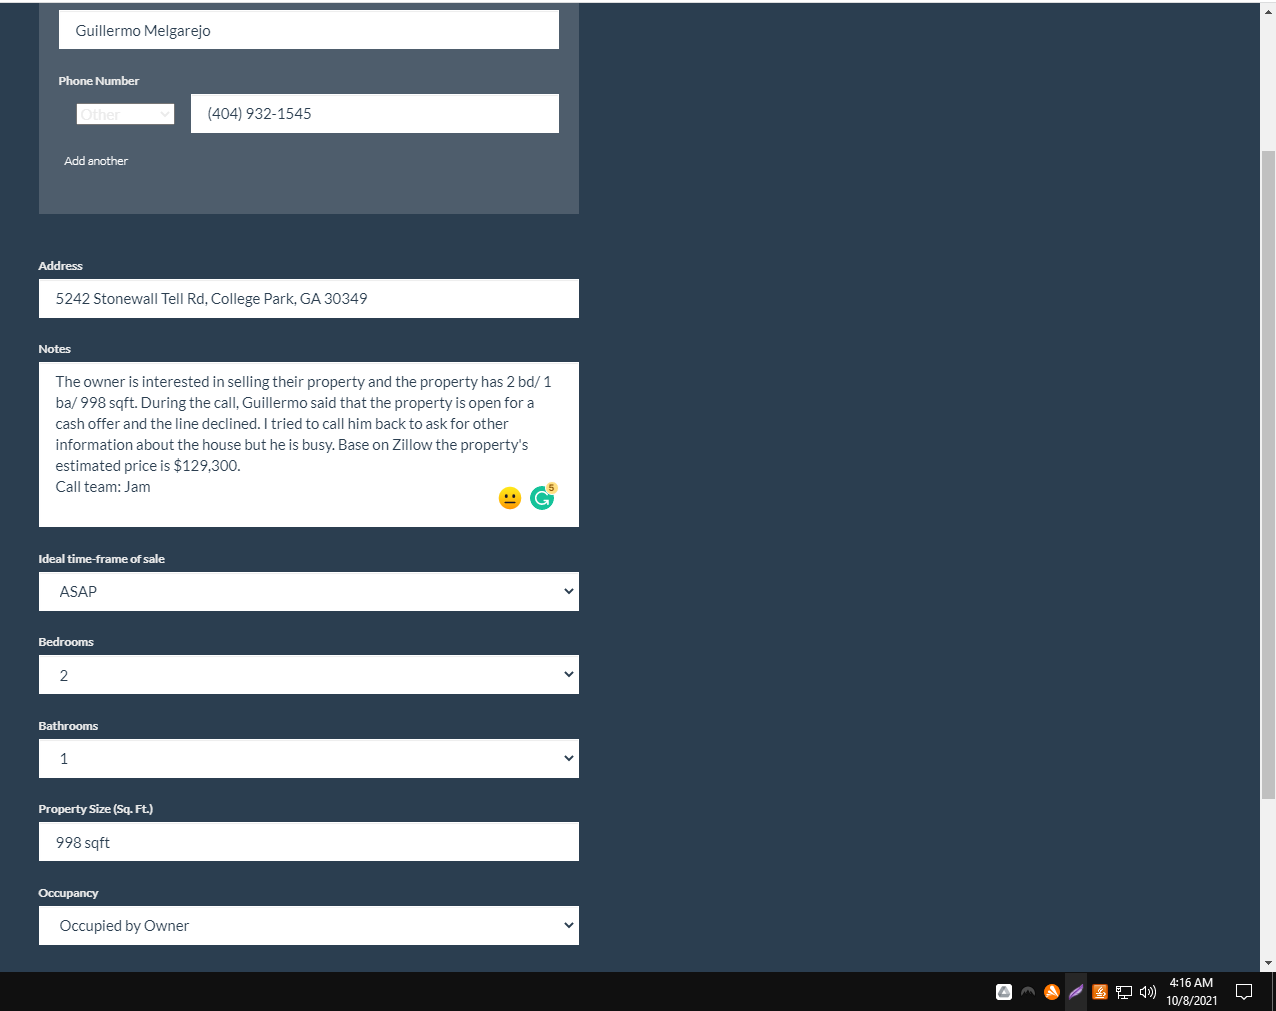 Guillermo Melgarejo
Phone Number
Other
(404) 932-1545
Add another
Address
5242 Stonewall Tell Rd, College Park, GA 30349
Notes
The owner is interested in selling their property and the property has 2 bd/ 1
ba/ 998 sqft. During the call, Guillermo said that the property is open for a
cash offer and the line declined. I tried to call him back to ask for other
information about the house but he is busy. Base on Zillow the property's
estimated price is $129,300.
Call team: Jam
5
Ideal time-frame of sale
ASAP
Bedrooms
2
Bathrooms
1
Property Size (Sq. Ft.)
998 sqft
Occupancy
Occupied by Owner
4:16 AM
10/8/2021